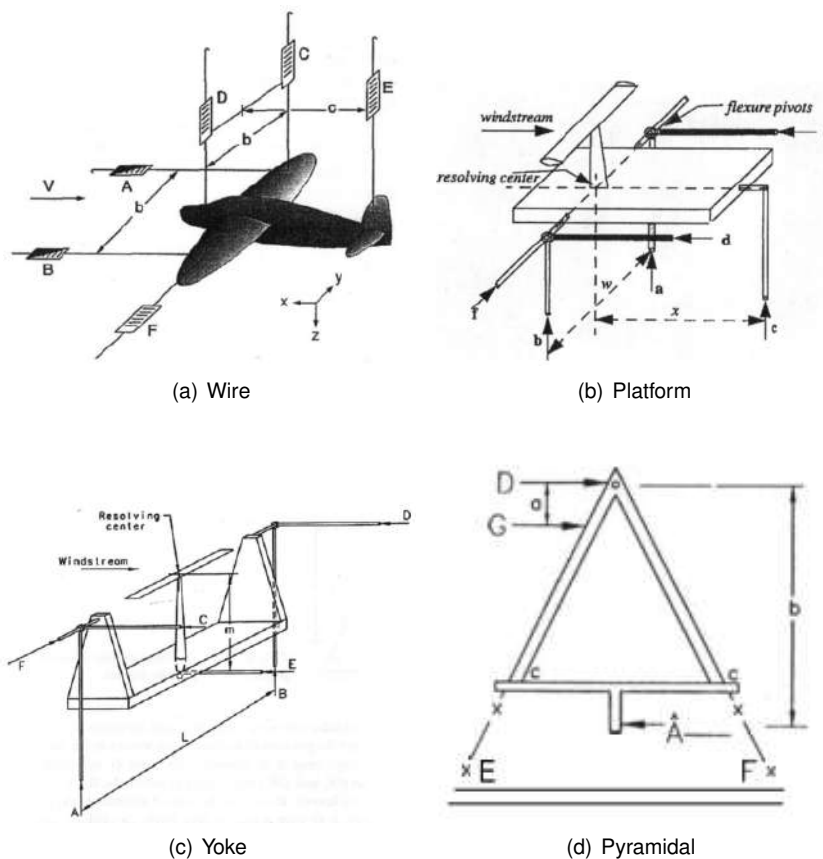 C
D
E
c
b
V
A
b
B
F
y
x
z
(a) Wire
windstream
flexure pivots
resolving center
d
w
a
f
x
b
c
(b) Platform
Resolving
center
D
Windstream
C
m
F
E
B
L
A
(c) Yoke
D
a
G
b
c
c
Â
E
F
(d) Pyramidal